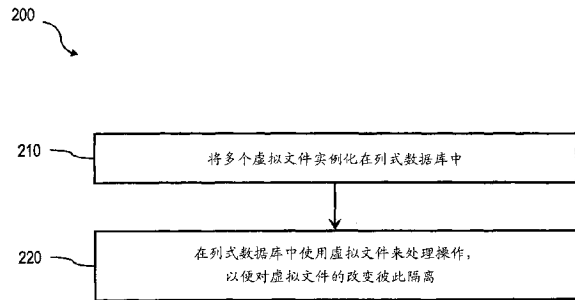 200
210
将多个虚拟文件实例化在列式数据库中
220
在列式数据库中使用虚拟文件来处理操作，
以便对虚拟文件的改变彼此隔离